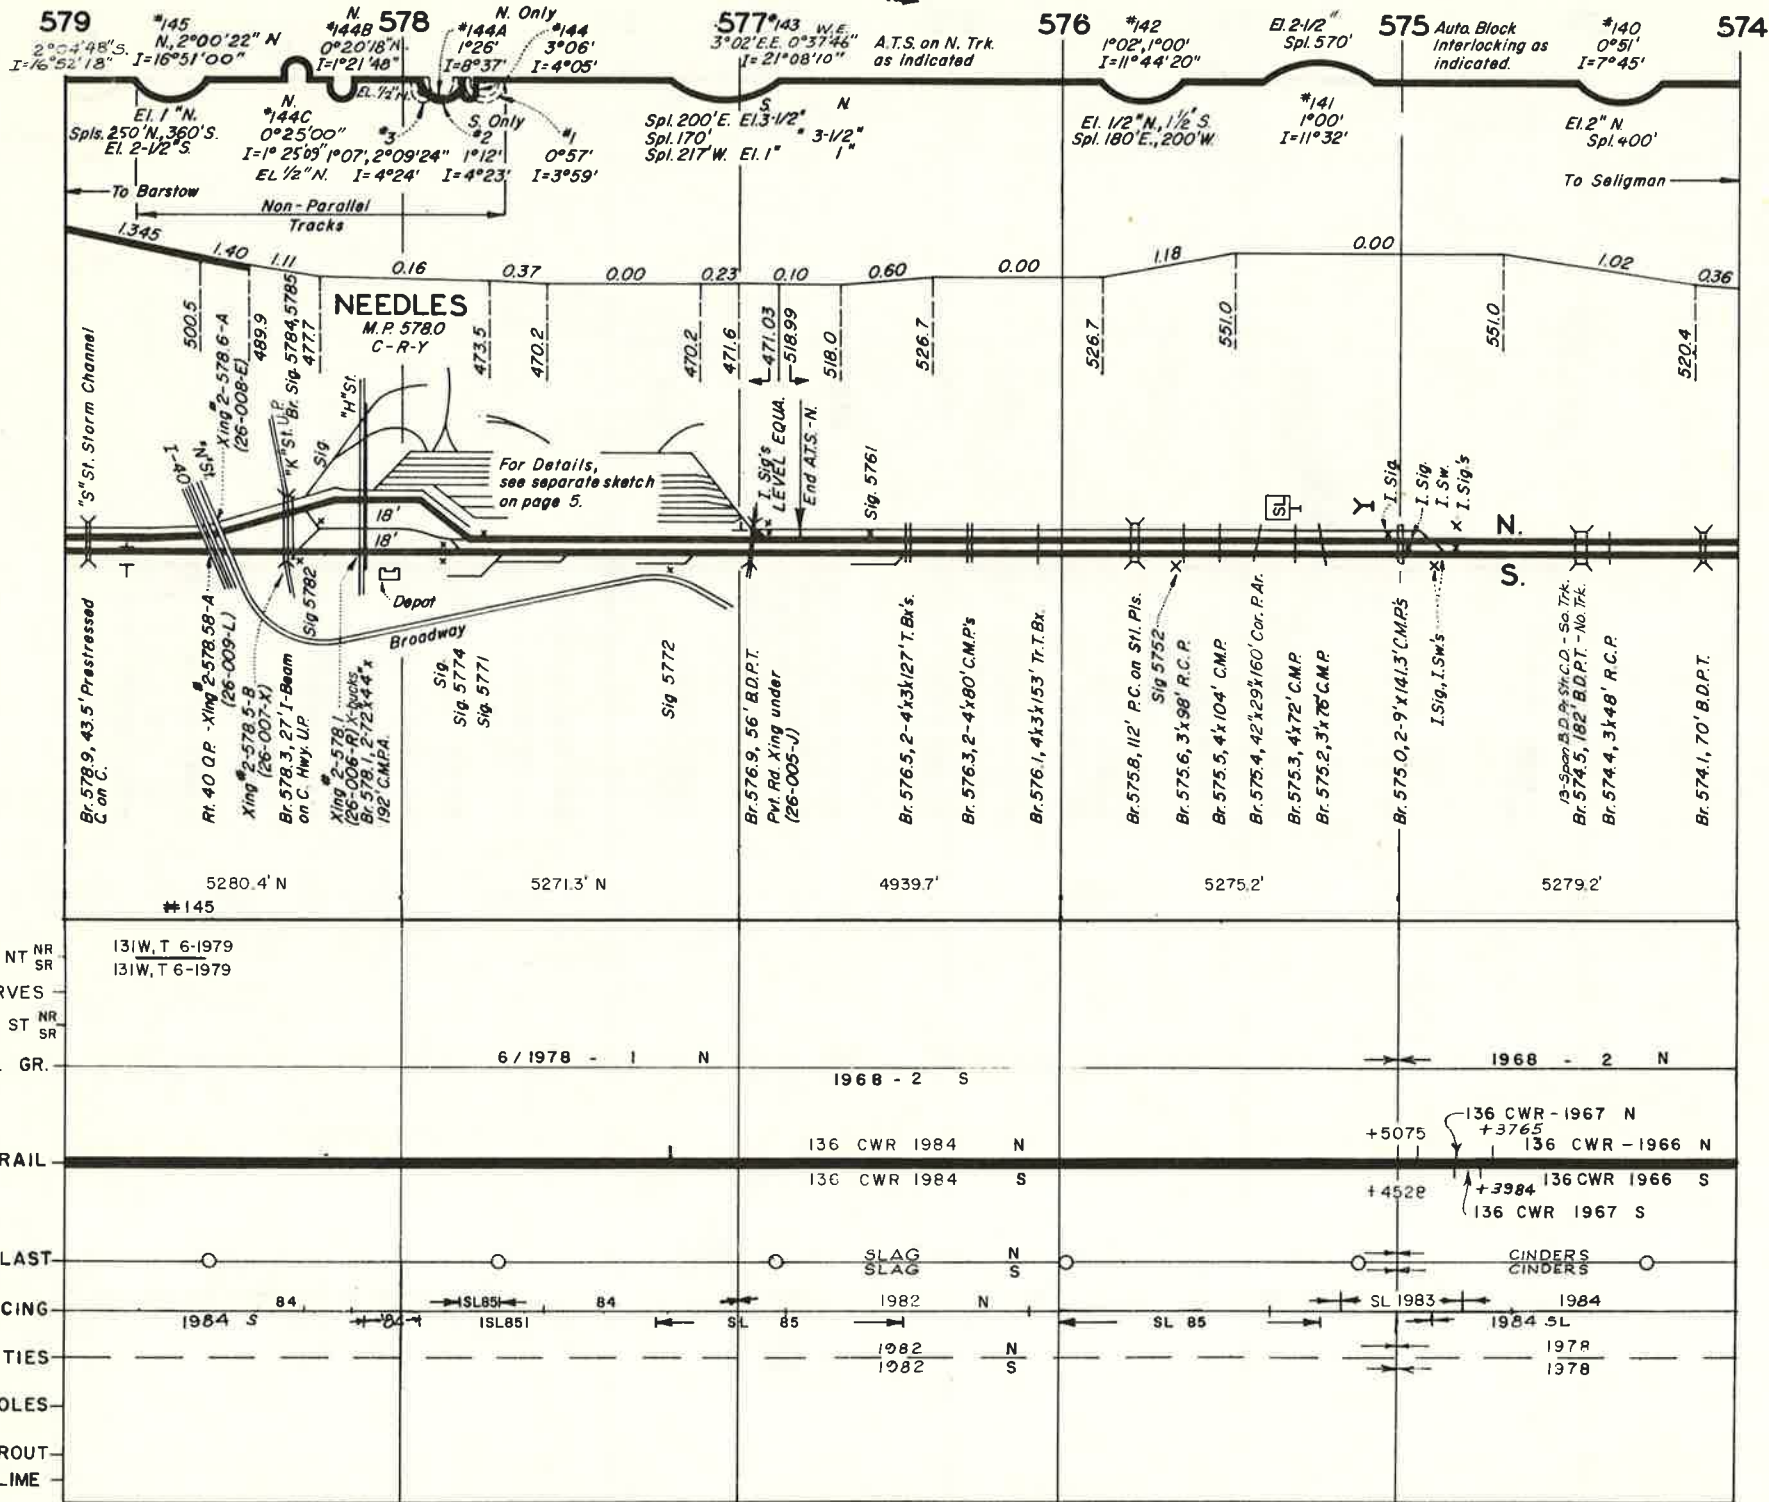 579
578
577
576
575
574
2°04'48"S.
I=16°52'18"
#145
N., 2°00'22" N
I=16°51'00"
N.
#144B
0°20'18"N.
I=1°21'48"
N. Only
#144A
1°26'
I=8°37'
#144
3°06'
I=4°05'
#143
W.E.
3°02'E.E. 0°37'46"
I=21°08'10"
A.T.S. on N. Trk.
as Indicated
#142
1°02', 1°00'
I=11°44'20"
El. 2-1/2"
Spl. 570'
Auto. Block
Interlocking as
indicated.
#140
0°51'
I=7°45'
El. 1" N.
Spls. 250'N., 360'S.
El. 2-1/2" S.
N.
#144C
0°25'00"
I=1°25'09"
EL 1/2" N.
EL. 1/2" N.
#3
1°07', 2°09'24"
I=4°24'
S. Only
#2
1°12'
I=4°23'
#1
0°57'
I=3°59'
S. N.
Spl. 200'E. El. 3-1/2"
Spl. 170' " 3-1/2"
Spl. 217'W. El. 1" 1"
El. 1/2" N., 1 1/2" S.
Spl. 180'E., 200'W.
#141
1°00'
I=11°32'
El. 2" N.
Spl. 400'
To Barstow
To Seligman
Non-Parallel
Tracks
1.345
1.40
1.11
0.16
0.37
0.00
0.23
0.10
0.60
0.00
1.18
0.00
1.02
0.36
NEEDLES
M.P. 578.0
C-R-Y
500.5
489.9
477.7
473.5
470.2
470.2
471.6
471.03
518.99
518.0
526.7
526.7
551.0
551.0
520.4
"S" St. Storm Channel
I-40
"N" St.
Xing #2-578.6-A
(26-008-E)
"K" St. U.P.
Br. Sig. 5784, 5785
Sig.
"H" St.
For Details,
see separate sketch
on page 5.
I. Sig's
LEVEL EQUA.
End A.T.S.-N.
Sig. 5761
SL
I. Sig.
I. Sig.
I. Sw.
I. Sig.'s
18'
18'
N.
S.
Depot
Broadway
Br. 578.9, 43.5' Prestressed
C. on C.
Rt. 40 O.P. - Xing #2-578.58-A
(26-009-L)
Xing #2-578.5-B
(26-007-X)
Br. 578.3, 27' I-Beam
on C. Hwy. U.P.
Sig 5782
Xing #2-578.1
(26-006-R) X-bucks
Br. 578.1, 2-72"x44"x
192' C.M.P.A.
Sig.
Sig. 5774
Sig. 5771
Sig 5772
Br. 576.9, 56' B.D.P.T.
Pvt. Rd. Xing under
(26-005-J)
Br. 576.5, 2-4'x3'x127' T. Bx's.
Br. 576.3, 2-4'x80' C.M.P.'s
Br. 576.1, 4'x3'x153' Tr. T. Bx.
Br. 575.8, 112' P.C. on Stl. Pls.
Sig 5752
Br. 575.6, 3'x98' R.C.P.
Br. 575.5, 4'x104' C.M.P.
Br. 575.4, 42"x29"x160' Cor. P. Ar.
Br. 575.3, 4'x72' C.M.P.
Br. 575.2, 3'x76' C.M.P.
Br. 575.0, 2-9'x141.3' C.M.P.'s
I. Sig., I. Sw.'s
13-Span B.D.P. Str. C.D. - So. Trk.
Br. 574.5, 182' B.D.P.T. - No. Trk.
Br. 574.4, 3'x48' R.C.P.
Br. 574.1, 70' B.D.P.T.
5280.4' N
5271.3' N
4939.7'
5275.2'
5279.2'
#145
NT NR
SR
131W, T 6-1979
131W, T 6-1979
RVES
ST NR
SR
GR.
6/1978 - 1 N
1968 - 2 N
1968 - 2 S
136 CWR-1967 N
+5075
+3765
RAIL
136 CWR 1984 N
136 CWR-1966 N
136 CWR 1984 S
136 CWR 1966 S
+4528
+3984
136 CWR 1967 S
LAST
SLAG N
SLAG S
CINDERS
CINDERS
CING
84
SL85
84
1982 N
SL 1983
1984
1984 S
84
SL85
SL 85
SL 85
1984 SL
TIES
1982 N
1982 S
1978
1978
OLES
ROUT
LIME